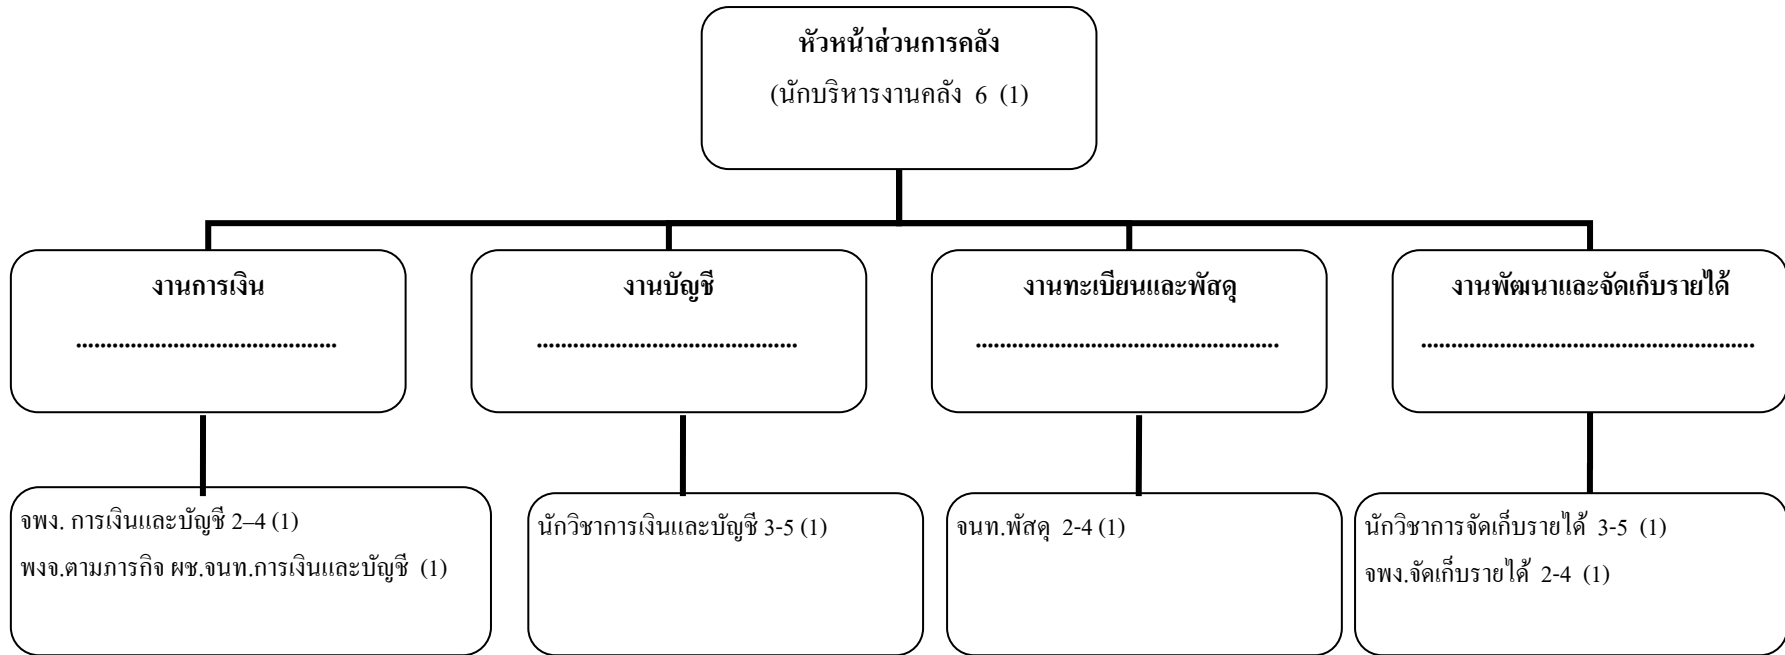 หัวหน้าส่วนการคลัง
(นักบริหารงานคลัง 6 (1)
งานการเงิน
............................................
งานบัญชี
............................................
งานทะเบียนและพัสดุ
...................................................
งานพัฒนาและจัดเก็บรายได้
........................................................
จพง. การเงินและบัญชี 2–4 (1)
พงจ.ตามภารกิจ ผช.จนท.การเงินและบัญชี (1)
นักวิชาการเงินและบัญชี 3-5 (1)
จนท.พัสดุ 2-4 (1)
นักวิชาการจัดเก็บรายได้ 3-5 (1)
จพง.จัดเก็บรายได้ 2-4 (1)